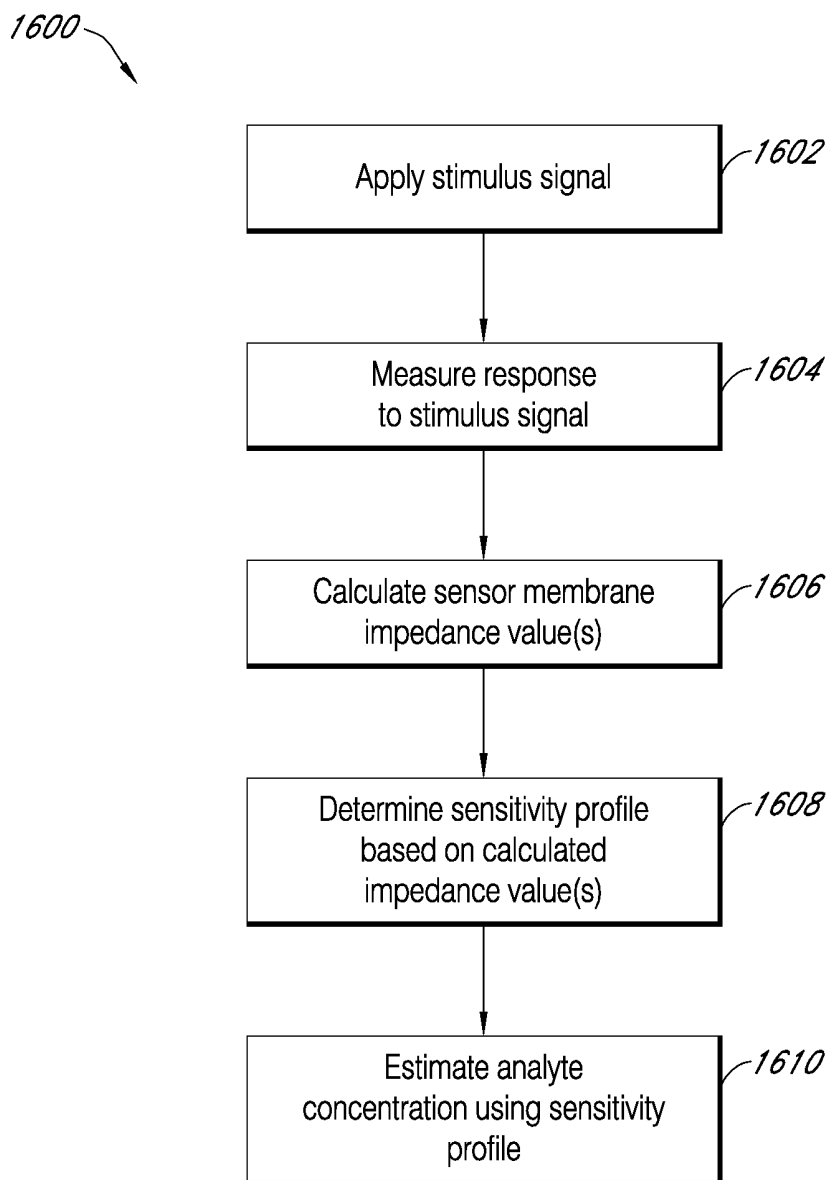 1600
Apply stimulus signal
1602
Measure response
to stimulus signal
1604
Calculate sensor membrane
impedance value(s)
1606
Determine sensitivity profile
based on calculated
impedance value(s)
1608
Estimate analyte
concentration using sensitivity
profile
1610